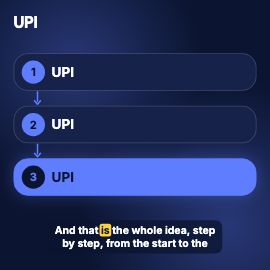 UPI
1 UPI
2 UPI
3 UPI
And that is the whole idea, step
by step, from the start to the